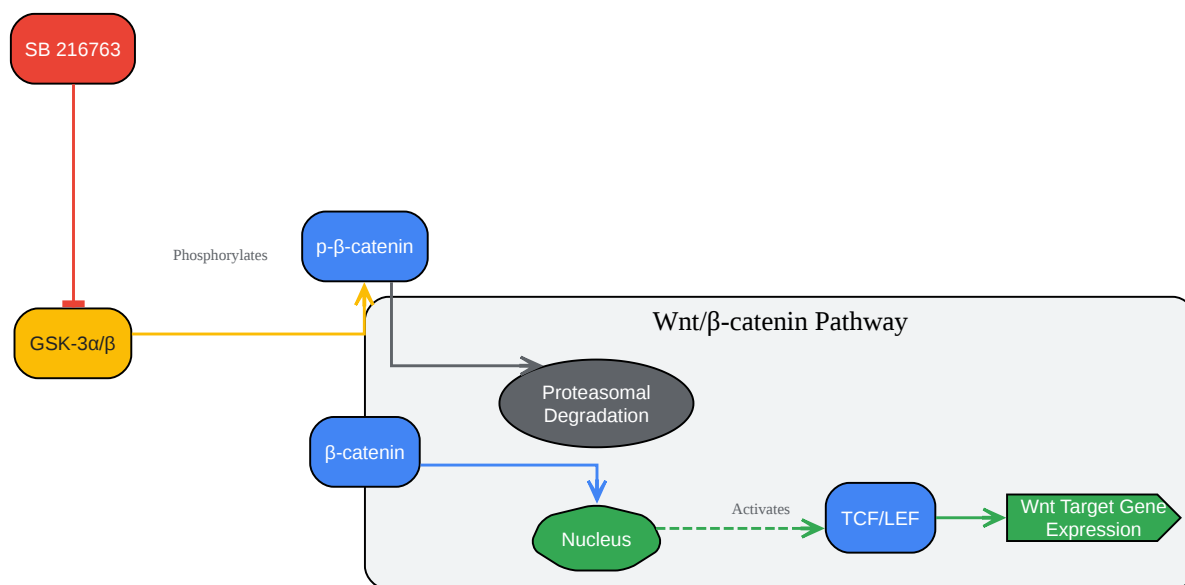 SB 216763
p-β-catenin
Phosphorylates
Wnt/β-catenin Pathway
GSK-3α/β
Proteasomal
Degradation
β-catenin
Activates
TCF/LEF
Wnt Target Gene
Expression
Nucleus